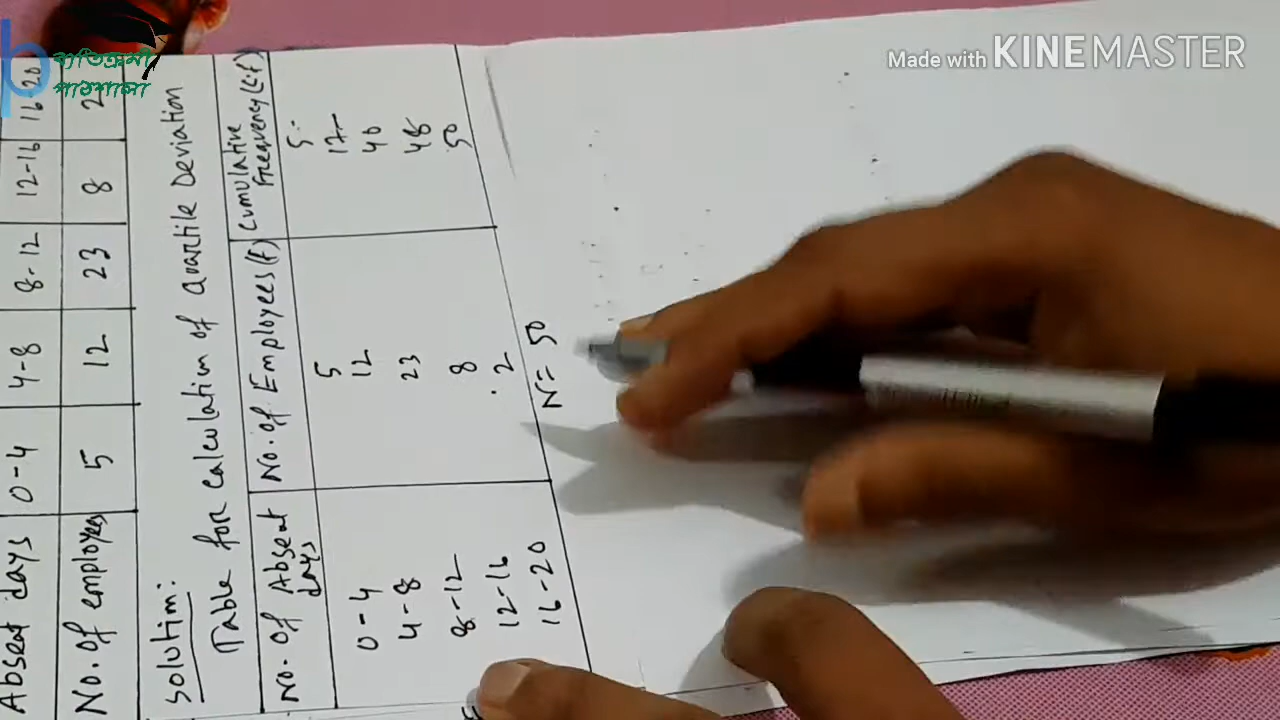 ব্যতিক্রমী
পাঠশালা
Made with KINEMASTER
Absent days 0-4 4-8 8-12 12-16 16-20
No. of employees 5 12 23 8 2
Solution:
Table for calculation of Quartile Deviation
No. of Absent days No. of Employees (f) Cumulative Frequency (c.f)
0-4 5 5
4-8 12 17
8-12 23 40
12-16 8 48
16-20 2 50
N = 50